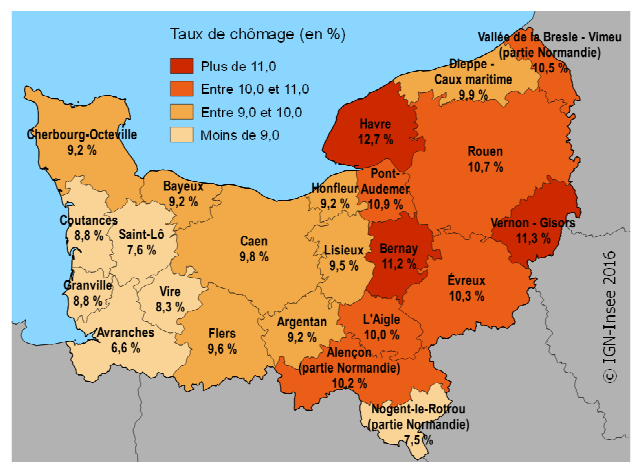 Taux de chômage (en %)
Plus de 11,0
Entre 10,0 et 11,0
Entre 9,0 et 10,0
Moins de 9,0
Vallée de la Bresle - Vimeu
(partie Normandie)
10,5 %
Dieppe -
Caux maritime
9,9 %
Cherbourg-Octeville
9,2 %
Havre
12,7 %
Rouen
10,7 %
Bayeux
9,2 %
Honfleur
9,2 %
Pont-
Audemer
10,9 %
Coutances
8,8 %
Saint-Lô
7,6 %
Caen
9,8 %
Lisieux
9,5 %
Bernay
11,2 %
Vernon - Gisors
11,3 %
Granville
8,8 %
Vire
8,3 %
Évreux
10,3 %
Avranches
6,6 %
Flers
9,6 %
Argentan
9,2 %
L'Aigle
10,0 %
Alençon
(partie Normandie)
10,2 %
Nogent-le-Rotrou
(partie Normandie)
7,5 %
© IGN-Insee 2016